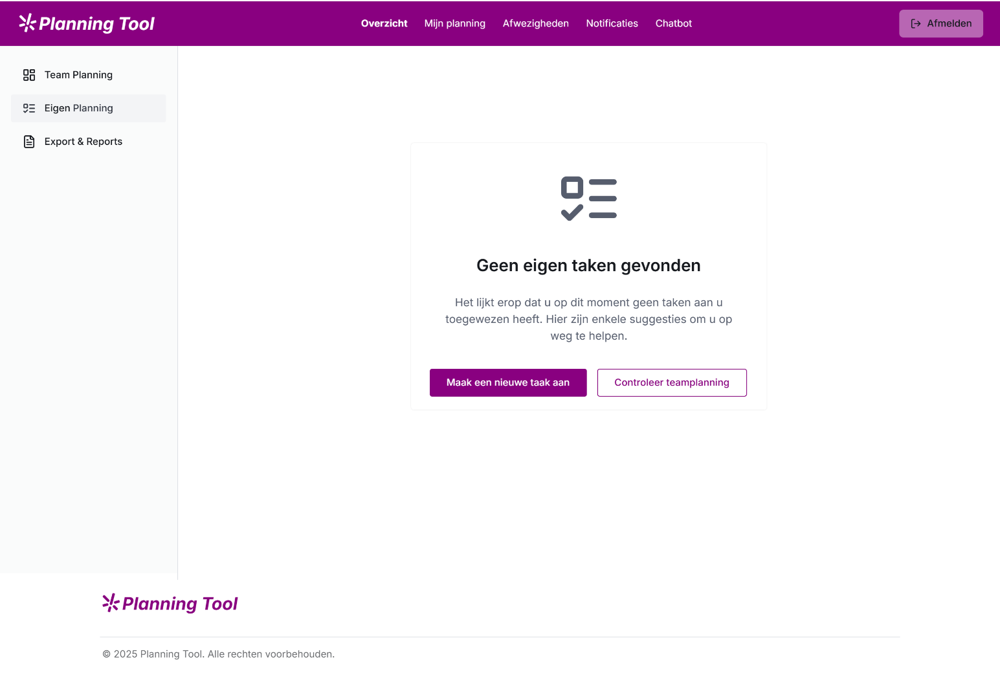 Planning Tool
Overzicht Mijn planning Afwezigheden Notificaties Chatbot
Afmelden
Team Planning
Eigen Planning
Export & Reports
Geen eigen taken gevonden
Het lijkt erop dat u op dit moment geen taken aan u
toegewezen heeft. Hier zijn enkele suggesties om u op
weg te helpen.
Maak een nieuwe taak aan
Controleer teamplanning
Planning Tool
© 2025 Planning Tool. Alle rechten voorbehouden.